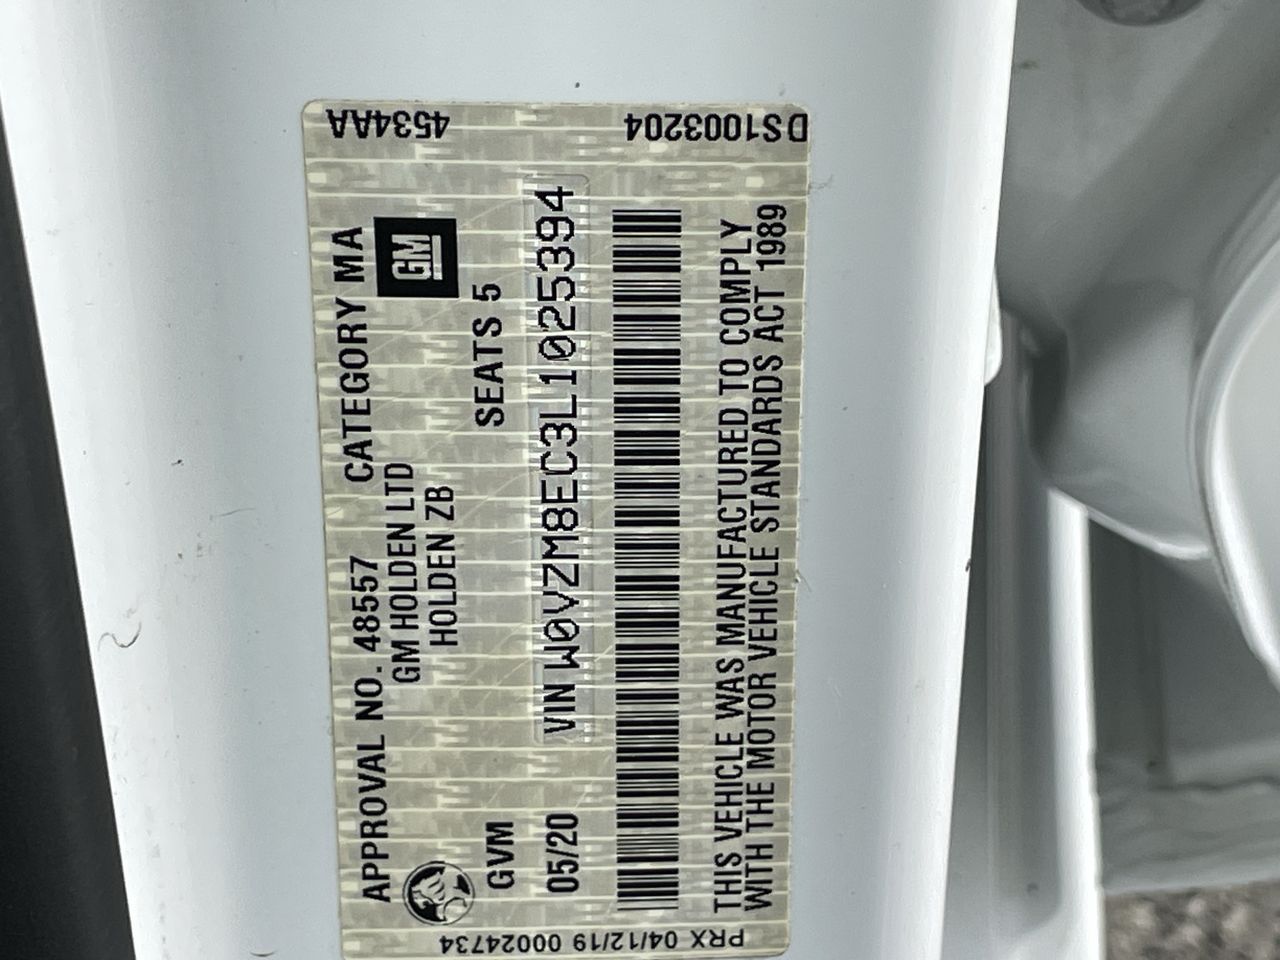 APPROVAL NO. 48557 CATEGORY MA
GM HOLDEN LTD
HOLDEN ZB
GM
GVM SEATS 5
05/20 VIN W0VZM8EC3L1025394
THIS VEHICLE WAS MANUFACTURED TO COMPLY
WITH THE MOTOR VEHICLE STANDARDS ACT 1989
4534AA
DS1003204
PRX 04/12/19 00024734